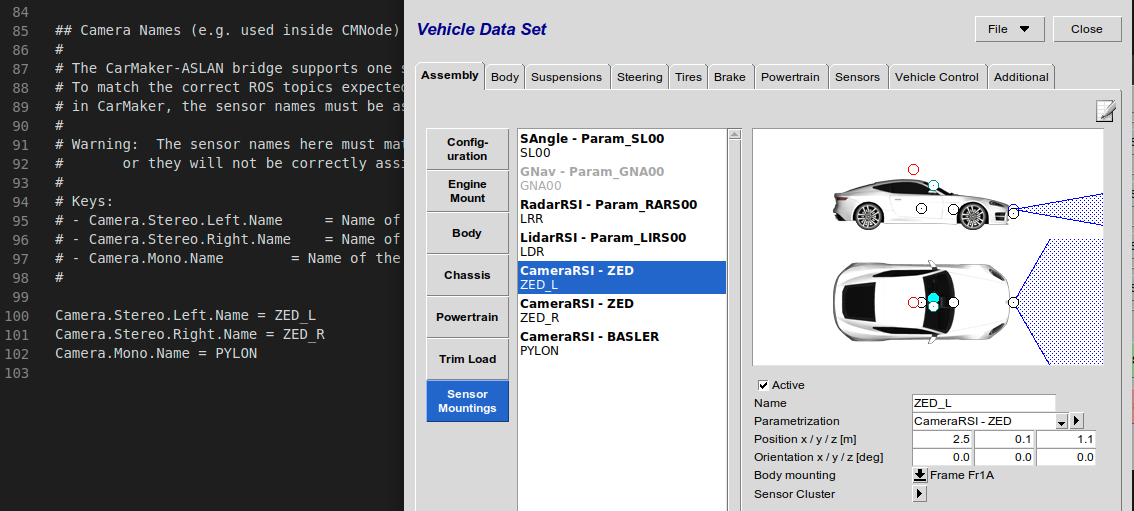 84
85 ## Camera Names (e.g. used inside CMNode)
86 #
87 # The CarMaker-ASLAN bridge supports one s
88 # To match the correct ROS topics expected
89 # in CarMaker, the sensor names must be as
90 #
91 # Warning: The sensor names here must mat
92 # or they will not be correctly assi
93 #
94 # Keys:
95 # - Camera.Stereo.Left.Name = Name of
96 # - Camera.Stereo.Right.Name = Name of
97 # - Camera.Mono.Name = Name of the
98 #
99
100 Camera.Stereo.Left.Name = ZED_L
101 Camera.Stereo.Right.Name = ZED_R
102 Camera.Mono.Name = PYLON
103
Vehicle Data Set
File
Close
Assembly Body Suspensions Steering Tires Brake Powertrain Sensors Vehicle Control Additional
Config-
uration
Engine
Mount
Body
Chassis
Powertrain
Trim Load
Sensor
Mountings
SAngle - Param_SL00
SL00
GNav - Param_GNA00
GNA00
RadarRSI - Param_RARS00
LRR
LidarRSI - Param_LIRS00
LDR
CameraRSI - ZED
ZED_L
CameraRSI - ZED
ZED_R
CameraRSI - BASLER
PYLON
Active
Name ZED_L
Parametrization CameraRSI - ZED
Position x / y / z [m] 2.5 0.1 1.1
Orientation x / y / z [deg] 0.0 0.0 0.0
Body mounting Frame Fr1A
Sensor Cluster